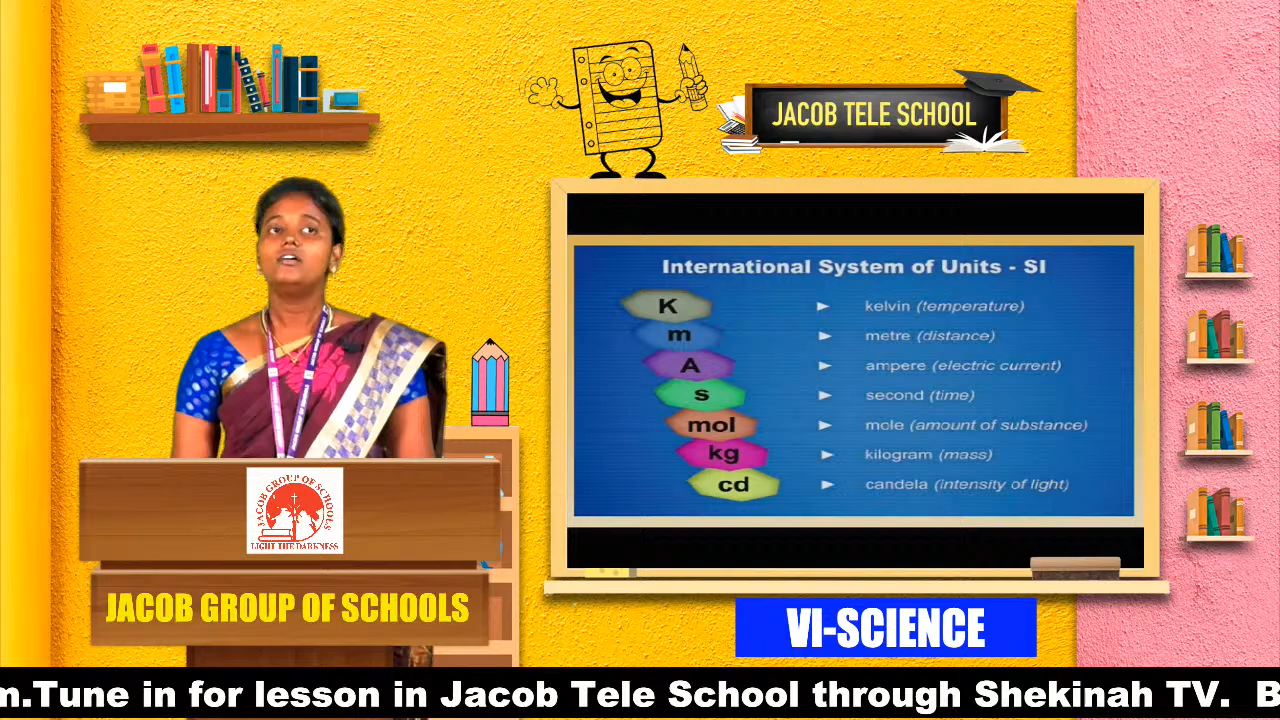 JACOB TELE SCHOOL
International System of Units - SI
K ► kelvin (temperature)
m ► metre (distance)
A ► ampere (electric current)
s ► second (time)
mol ► mole (amount of substance)
kg ► kilogram (mass)
cd ► candela (intensity of light)
JACOB GROUP OF SCHOOLS
LIGHT THE DARKNESS
JACOB GROUP OF SCHOOLS
VI-SCIENCE
m.Tune in for lesson in Jacob Tele School through Shekinah TV. B